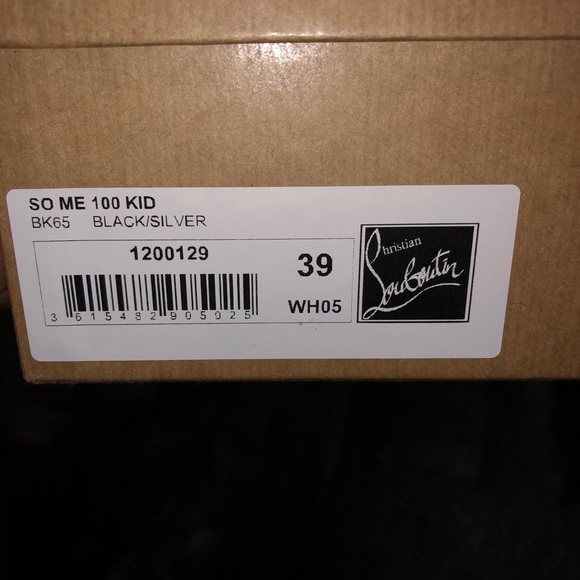 SO ME 100 KID
BK65 BLACK/SILVER
1200129
3 615482 905025
39
WH05
Christian
Louboutin